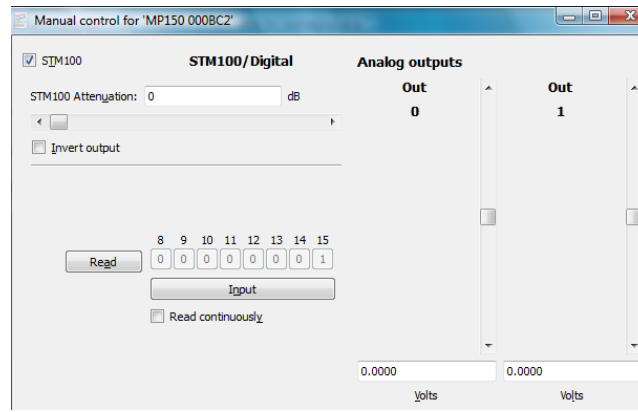 Manual control for 'MP150 000BC2'
STM100
STM100/Digital
Analog outputs
STM100 Attenuation: 0 dB
Invert output
8 9 10 11 12 13 14 15
Read 0 0 0 0 0 0 0 1
Input
Read continuously
Out Out
0 1
0.0000 0.0000
Volts Volts